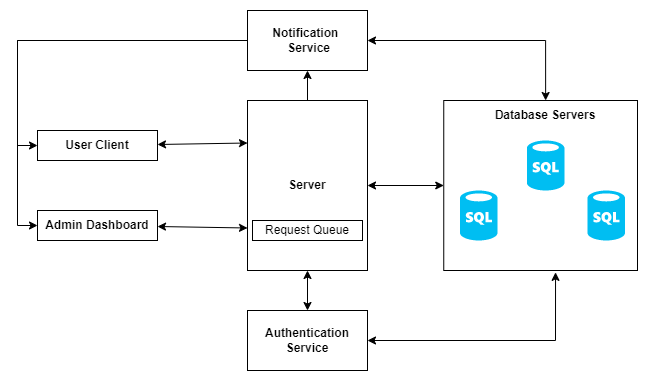 Notification
Service
User Client
Admin Dashboard
Server
Request Queue
Database Servers
SQL
SQL
SQL
Authentication
Service